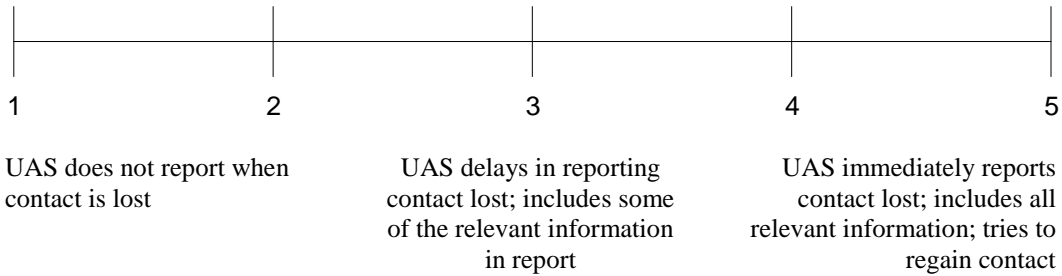 1 2 3 4 5
UAS does not report when
contact is lost
UAS delays in reporting
contact lost; includes some
of the relevant information
in report
UAS immediately reports
contact lost; includes all
relevant information; tries to
regain contact